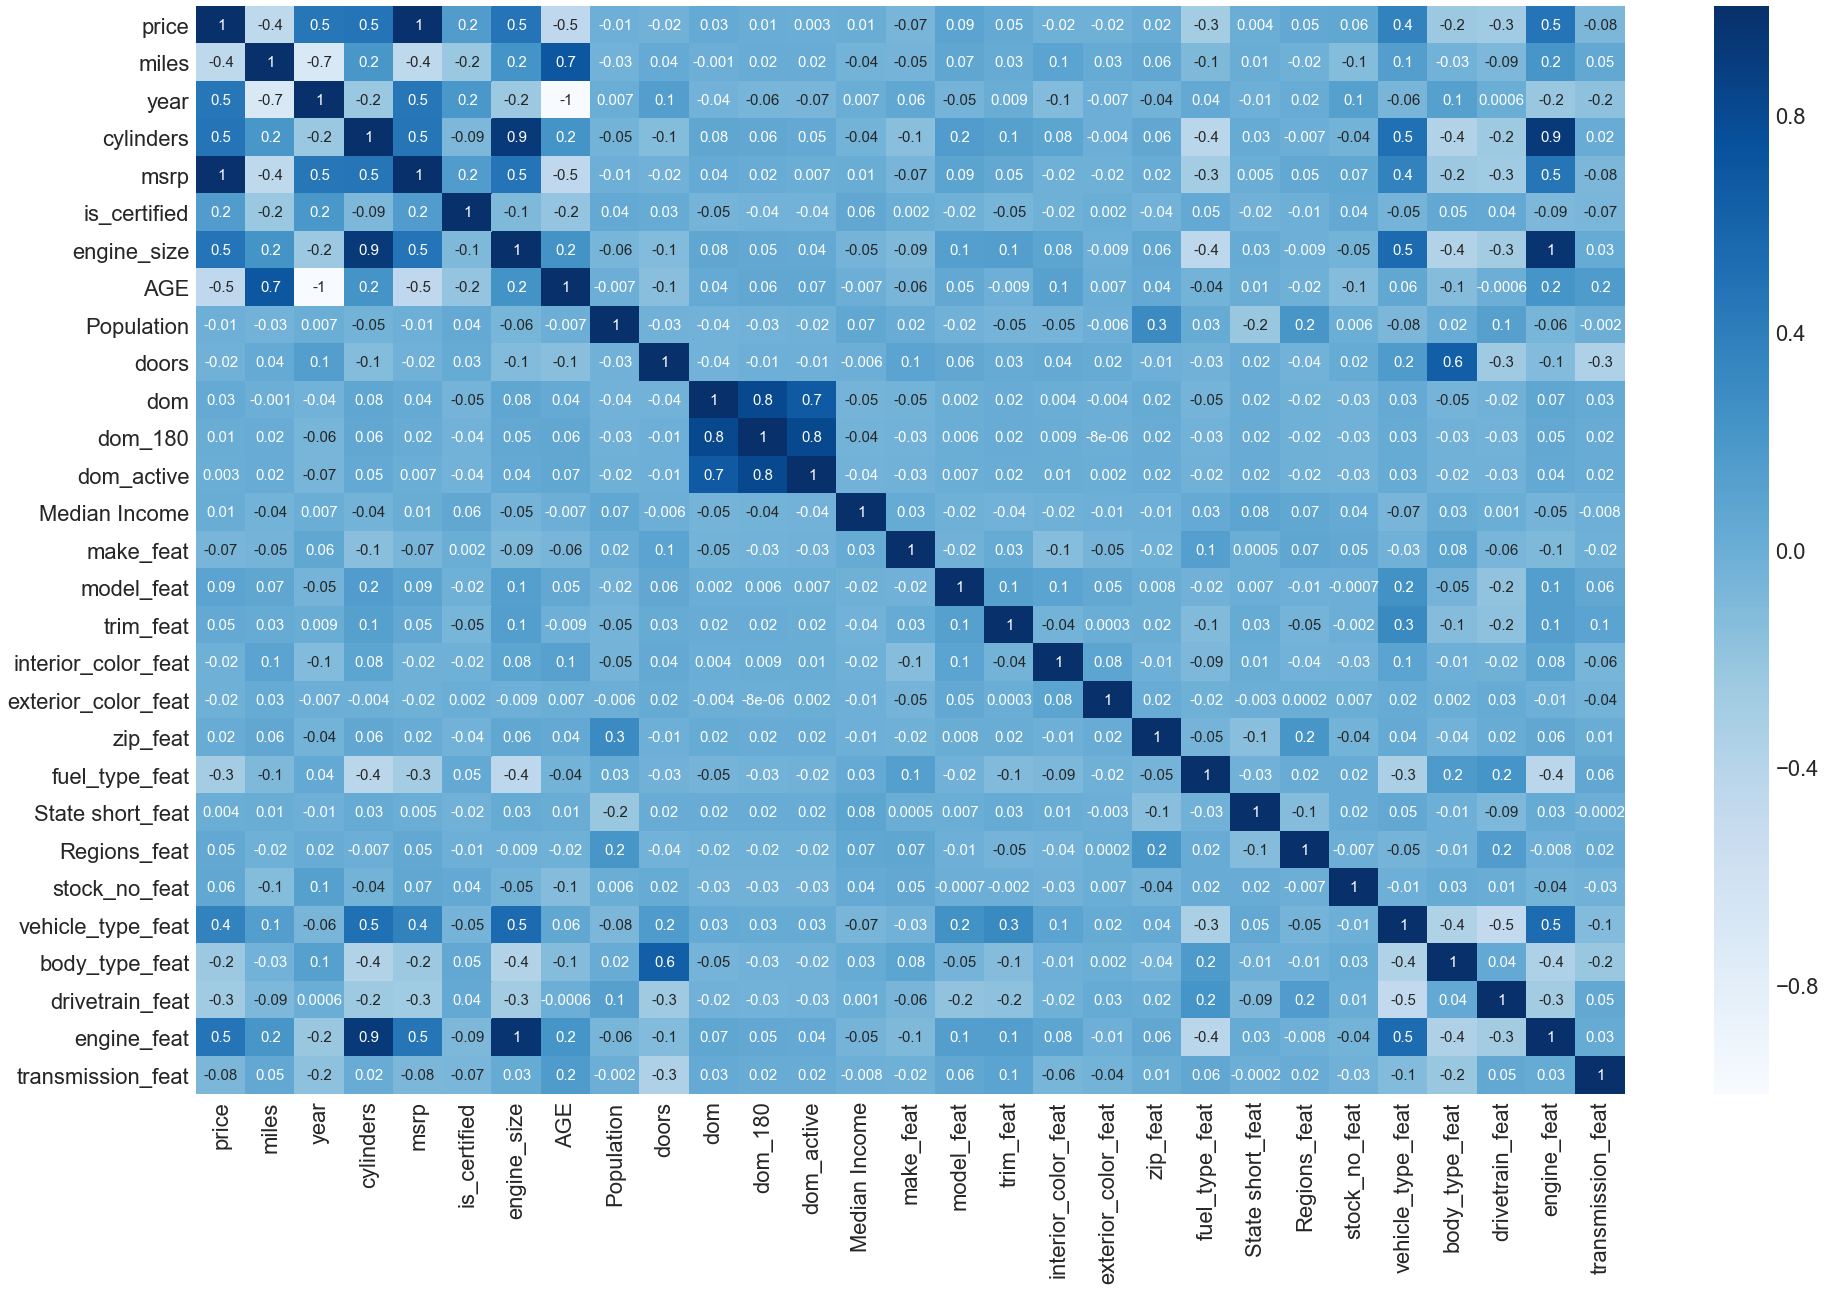 price 1 -0.4 0.5 0.5 1 0.2 0.5 -0.5 -0.01 -0.02 0.03 0.01 0.003 0.01 -0.07 0.09 0.05 -0.02 -0.02 0.02 -0.3 0.004 0.05 0.06 0.4 -0.2 -0.3 0.5 -0.08
miles -0.4 1 -0.7 0.2 -0.4 -0.2 0.2 0.7 -0.03 0.04 -0.001 0.02 0.02 -0.04 -0.05 0.07 0.03 0.1 0.03 0.06 -0.1 0.01 -0.02 -0.1 0.1 -0.03 -0.09 0.2 0.05
year 0.5 -0.7 1 -0.2 0.5 0.2 -0.2 -1 0.007 0.1 -0.04 -0.06 -0.07 0.007 0.06 -0.05 0.009 -0.1 -0.007 -0.04 0.04 -0.01 0.02 0.1 -0.06 0.1 0.0006 -0.2 -0.2
cylinders 0.5 0.2 -0.2 1 0.5 -0.09 0.9 0.2 -0.05 -0.1 0.08 0.06 0.05 -0.04 -0.1 0.2 0.1 0.08 -0.004 0.06 -0.4 0.03 -0.007 -0.04 0.5 -0.4 -0.2 0.9 0.02
msrp 1 -0.4 0.5 0.5 1 0.2 0.5 -0.5 -0.01 -0.02 0.04 0.02 0.007 0.01 -0.07 0.09 0.05 -0.02 -0.02 0.02 -0.3 0.005 0.05 0.07 0.4 -0.2 -0.3 0.5 -0.08
is_certified 0.2 -0.2 0.2 -0.09 0.2 1 -0.1 -0.2 0.04 0.03 -0.05 -0.04 -0.04 0.06 0.002 -0.02 -0.05 -0.02 0.002 -0.04 0.05 -0.02 -0.01 0.04 -0.05 0.05 0.04 -0.09 -0.07
engine_size 0.5 0.2 -0.2 0.9 0.5 -0.1 1 0.2 -0.06 -0.1 0.08 0.05 0.04 -0.05 -0.09 0.1 0.1 0.08 -0.009 0.06 -0.4 0.03 -0.009 -0.05 0.5 -0.4 -0.3 1 0.03
AGE -0.5 0.7 -1 0.2 -0.5 -0.2 0.2 1 -0.007 -0.1 0.04 0.06 0.07 -0.007 -0.06 0.05 -0.009 0.1 0.007 0.04 -0.04 0.01 -0.02 -0.1 0.06 -0.1 -0.0006 0.2 0.2
Population -0.01 -0.03 0.007 -0.05 -0.01 0.04 -0.06 -0.007 1 -0.03 -0.04 -0.03 -0.02 0.07 0.02 -0.02 -0.05 -0.05 -0.006 0.3 0.03 -0.2 0.2 0.006 -0.08 0.02 0.1 -0.06 -0.002
doors -0.02 0.04 0.1 -0.1 -0.02 0.03 -0.1 -0.1 -0.03 1 -0.04 -0.01 -0.01 -0.006 0.1 0.06 0.03 0.04 0.02 -0.01 -0.03 0.02 -0.04 0.02 0.2 0.6 -0.3 -0.1 -0.3
dom 0.03 -0.001 -0.04 0.08 0.04 -0.05 0.08 0.04 -0.04 -0.04 1 0.8 0.7 -0.05 -0.05 0.002 0.02 0.004 -0.004 0.02 -0.05 0.02 -0.02 -0.03 0.03 -0.05 -0.02 0.07 0.03
dom_180 0.01 0.02 -0.06 0.06 0.02 -0.04 0.05 0.06 -0.03 -0.01 0.8 1 0.8 -0.04 -0.03 0.006 0.02 0.009 -8e-06 0.02 -0.03 0.02 -0.02 -0.03 0.03 -0.03 -0.03 0.05 0.02
dom_active 0.003 0.02 -0.07 0.05 0.007 -0.04 0.04 0.07 -0.02 -0.01 0.7 0.8 1 -0.04 -0.03 0.007 0.02 0.01 0.002 0.02 -0.02 0.02 -0.02 -0.03 0.03 -0.02 -0.03 0.04 0.02
Median Income 0.01 -0.04 0.007 -0.04 0.01 0.06 -0.05 -0.007 0.07 -0.006 -0.05 -0.04 -0.04 1 0.03 -0.02 -0.04 -0.02 -0.01 -0.01 0.03 0.08 0.07 0.04 -0.07 0.03 0.001 -0.05 -0.008
make_feat -0.07 -0.05 0.06 -0.1 -0.07 0.002 -0.09 -0.06 0.02 0.1 -0.05 -0.03 -0.03 0.03 1 -0.02 0.03 -0.1 -0.05 -0.02 0.1 0.0005 0.07 0.05 -0.03 0.08 -0.06 -0.1 -0.02
model_feat 0.09 0.07 -0.05 0.2 0.09 -0.02 0.1 0.05 -0.02 0.06 0.002 0.006 0.007 -0.02 -0.02 1 0.1 0.1 0.05 0.008 -0.02 0.007 -0.01 -0.0007 0.2 -0.05 -0.2 0.1 0.06
trim_feat 0.05 0.03 0.009 0.1 0.05 -0.05 0.1 -0.009 -0.05 0.03 0.02 0.02 0.02 -0.04 0.03 0.1 1 -0.04 0.0003 0.02 -0.1 0.03 -0.05 -0.002 0.3 -0.1 -0.2 0.1 0.1
interior_color_feat -0.02 0.1 -0.1 0.08 -0.02 -0.02 0.08 0.1 -0.05 0.04 0.004 0.009 0.01 -0.02 -0.1 0.1 -0.04 1 0.08 -0.01 -0.09 0.01 -0.04 -0.03 0.1 -0.01 -0.02 0.08 -0.06
exterior_color_feat -0.02 0.03 -0.007 -0.004 -0.02 0.002 -0.009 0.007 -0.006 0.02 -0.004 -8e-06 0.002 -0.01 -0.05 0.05 0.0003 0.08 1 0.02 -0.02 -0.003 0.0002 0.007 0.02 0.002 0.03 -0.01 -0.04
zip_feat 0.02 0.06 -0.04 0.06 0.02 -0.04 0.06 0.04 0.3 -0.01 0.02 0.02 0.02 -0.01 -0.02 0.008 0.02 -0.01 0.02 1 -0.05 -0.1 0.2 -0.04 0.04 -0.04 0.02 0.06 0.01
fuel_type_feat -0.3 -0.1 0.04 -0.4 -0.3 0.05 -0.4 -0.04 0.03 -0.03 -0.05 -0.03 -0.02 0.03 0.1 -0.02 -0.1 -0.09 -0.02 -0.05 1 -0.03 0.02 0.02 -0.3 0.2 0.2 -0.4 0.06
State short_feat 0.004 0.01 -0.01 0.03 0.005 -0.02 0.03 0.01 -0.2 0.02 0.02 0.02 0.02 0.08 0.0005 0.007 0.03 0.01 -0.003 -0.1 -0.03 1 -0.1 0.02 0.05 -0.01 -0.09 0.03 -0.0002
Regions_feat 0.05 -0.02 0.02 -0.007 0.05 -0.01 -0.009 -0.02 0.2 -0.04 -0.02 -0.02 -0.02 0.07 0.07 -0.01 -0.05 -0.04 0.0002 0.2 0.02 -0.1 1 -0.007 -0.05 -0.01 0.2 -0.008 0.02
stock_no_feat 0.06 -0.1 0.1 -0.04 0.07 0.04 -0.05 -0.1 0.006 0.02 -0.03 -0.03 -0.03 0.04 0.05 -0.0007 -0.002 -0.03 0.007 -0.04 0.02 0.02 -0.007 1 -0.01 0.03 0.01 -0.04 -0.03
vehicle_type_feat 0.4 0.1 -0.06 0.5 0.4 -0.05 0.5 0.06 -0.08 0.2 0.03 0.03 0.03 -0.07 -0.03 0.2 0.3 0.1 0.02 0.04 -0.3 0.05 -0.05 -0.01 1 -0.4 -0.5 0.5 -0.1
body_type_feat -0.2 -0.03 0.1 -0.4 -0.2 0.05 -0.4 -0.1 0.02 0.6 -0.05 -0.03 -0.02 0.03 0.08 -0.05 -0.1 -0.01 0.002 -0.04 0.2 -0.01 -0.01 0.03 -0.4 1 0.04 -0.4 -0.2
drivetrain_feat -0.3 -0.09 0.0006 -0.2 -0.3 0.04 -0.3 -0.0006 0.1 -0.3 -0.02 -0.03 -0.03 0.001 -0.06 -0.2 -0.2 -0.02 0.03 0.02 0.2 -0.09 0.2 0.01 -0.5 0.04 1 -0.3 0.05
engine_feat 0.5 0.2 -0.2 0.9 0.5 -0.09 1 0.2 -0.06 -0.1 0.07 0.05 0.04 -0.05 -0.1 0.1 0.1 0.08 -0.01 0.06 -0.4 0.03 -0.008 -0.04 0.5 -0.4 -0.3 1 0.03
transmission_feat -0.08 0.05 -0.2 0.02 -0.08 -0.07 0.03 0.2 -0.002 -0.3 0.03 0.02 0.02 -0.008 -0.02 0.06 0.1 -0.06 -0.04 0.01 0.06 -0.0002 0.02 -0.03 -0.1 -0.2 0.05 0.03 1
price
miles
year
cylinders
msrp
is_certified
engine_size
AGE
Population
doors
dom
dom_180
dom_active
Median Income
make_feat
model_feat
trim_feat
interior_color_feat
exterior_color_feat
zip_feat
fuel_type_feat
State short_feat
Regions_feat
stock_no_feat
vehicle_type_feat
body_type_feat
drivetrain_feat
engine_feat
transmission_feat
0.8
0.4
0.0
−0.4
−0.8